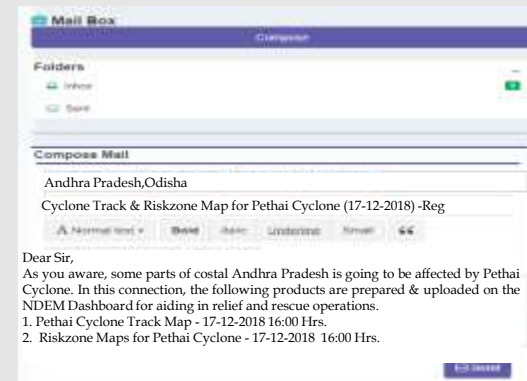 Mail Box
Compose
Folders
Inbox
Sent
Compose Mail
Andhra Pradesh,Odisha
Cyclone Track & Riskzone Map for Pethai Cyclone (17-12-2018) -Reg
A Normal text Bold Italic Underline Small
Dear Sir,
As you aware, some parts of costal Andhra Pradesh is going to be affected by Pethai
Cyclone. In this connection, the following products are prepared & uploaded on the
NDEM Dashboard for aiding in relief and rescue operations.
1. Pethai Cyclone Track Map - 17-12-2018 16:00 Hrs.
2. Riskzone Maps for Pethai Cyclone - 17-12-2018 16:00 Hrs.